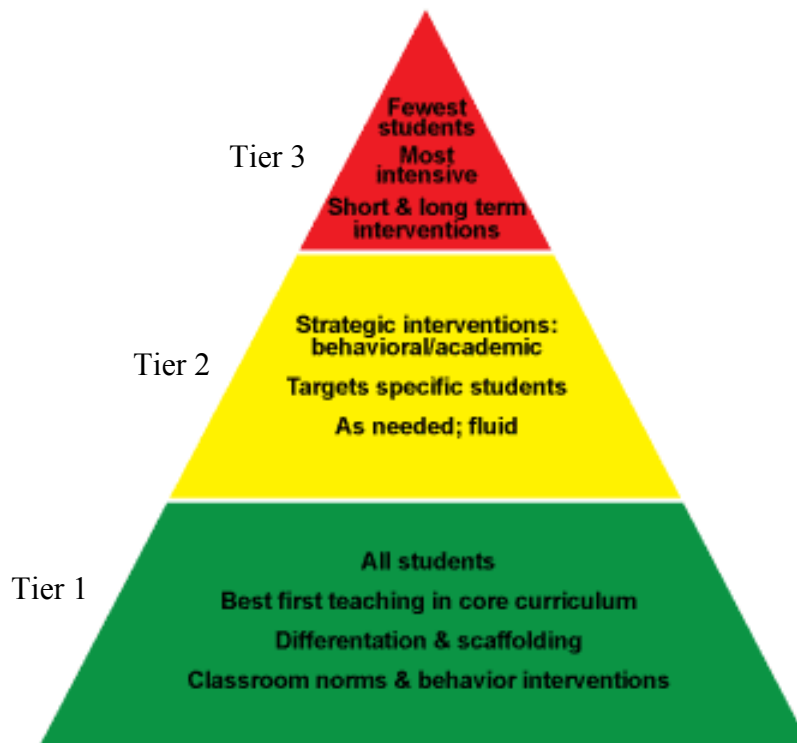 Fewest
students
Tier 3
Most
intensive
Short & long term
interventions
Strategic interventions:
behavioral/academic
Tier 2
Targets specific students
As needed; fluid
All students
Tier 1
Best first teaching in core curriculum
Differentation & scaffolding
Classroom norms & behavior interventions